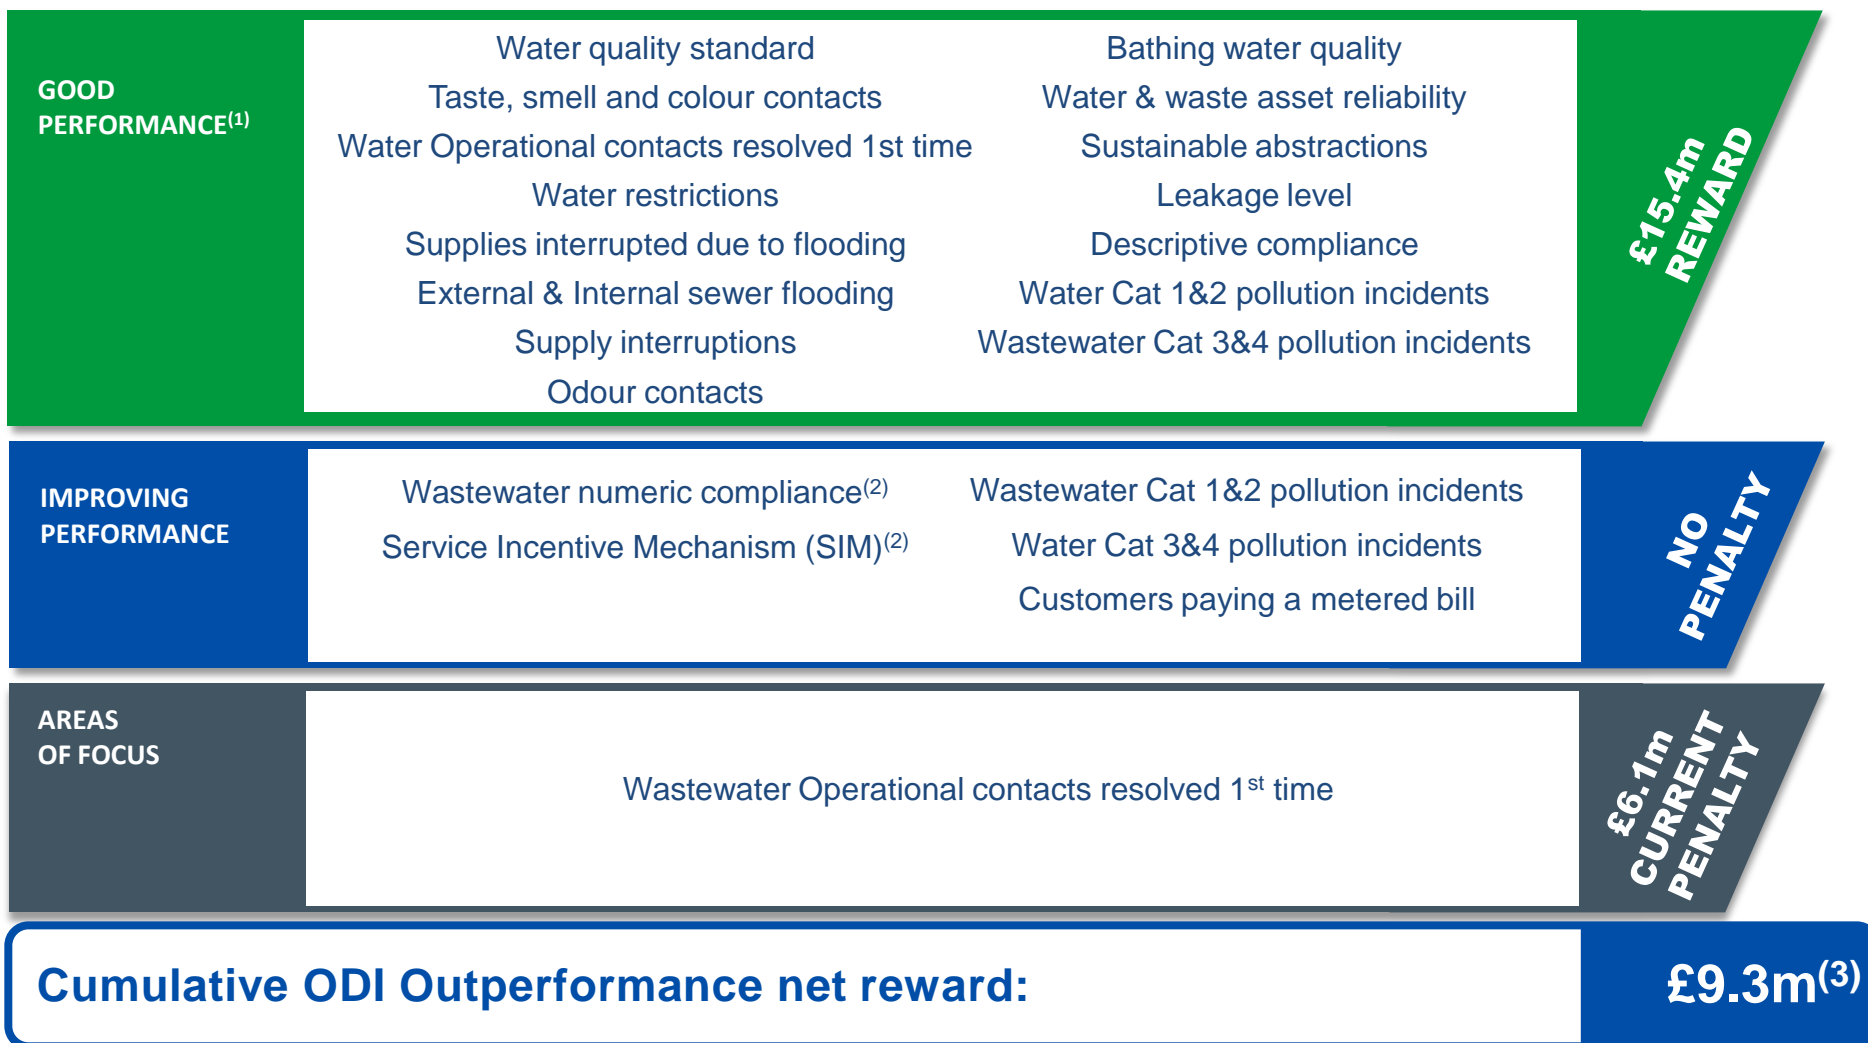 GOOD
PERFORMANCE(1)
Water quality standard
Taste, smell and colour contacts
Water Operational contacts resolved 1st time
Water restrictions
Supplies interrupted due to flooding
External & Internal sewer flooding
Supply interruptions
Odour contacts
Bathing water quality
Water & waste asset reliability
Sustainable abstractions
Leakage level
Descriptive compliance
Water Cat 1&2 pollution incidents
Wastewater Cat 3&4 pollution incidents
£15.4m
REWARD
IMPROVING
PERFORMANCE
Wastewater numeric compliance(2)
Service Incentive Mechanism (SIM)(2)
Wastewater Cat 1&2 pollution incidents
Water Cat 3&4 pollution incidents
Customers paying a metered bill
NO
PENALTY
AREAS
OF FOCUS
Wastewater Operational contacts resolved 1st time
£6.1m
CURRENT
PENALTY
Cumulative ODI Outperformance net reward:
£9.3m(3)